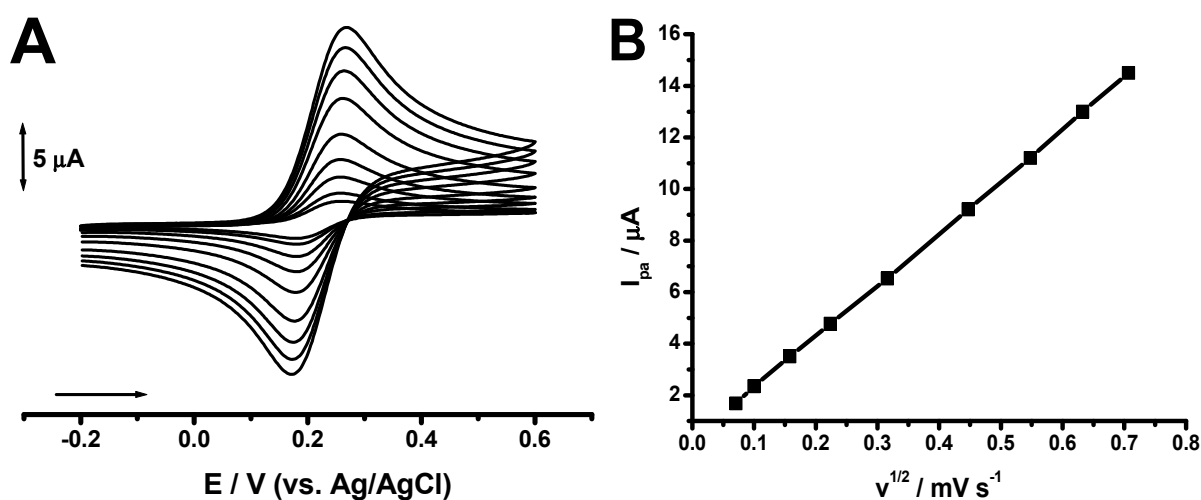 A
5 μA
-0.2 0.0 0.2 0.4 0.6
E / V (vs. Ag/AgCl)
B
16
14
12
10
8
6
4
2
I_pa / μA
0.0 0.1 0.2 0.3 0.4 0.5 0.6 0.7 0.8
v^1/2 / mV s^-1